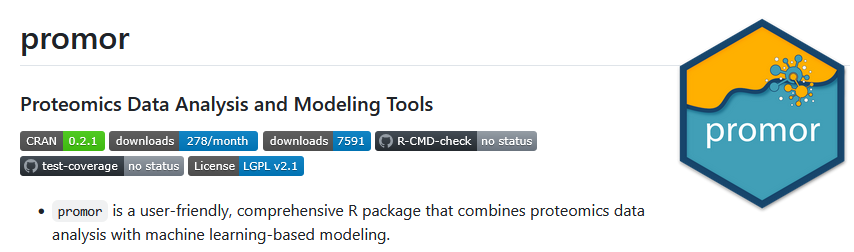 promor
Proteomics Data Analysis and Modeling Tools
CRAN 0.2.1 downloads 278/month downloads 7591 R-CMD-check no status
test-coverage no status License LGPL v2.1
promor
• promor is a user-friendly, comprehensive R package that combines proteomics data
analysis with machine learning-based modeling.